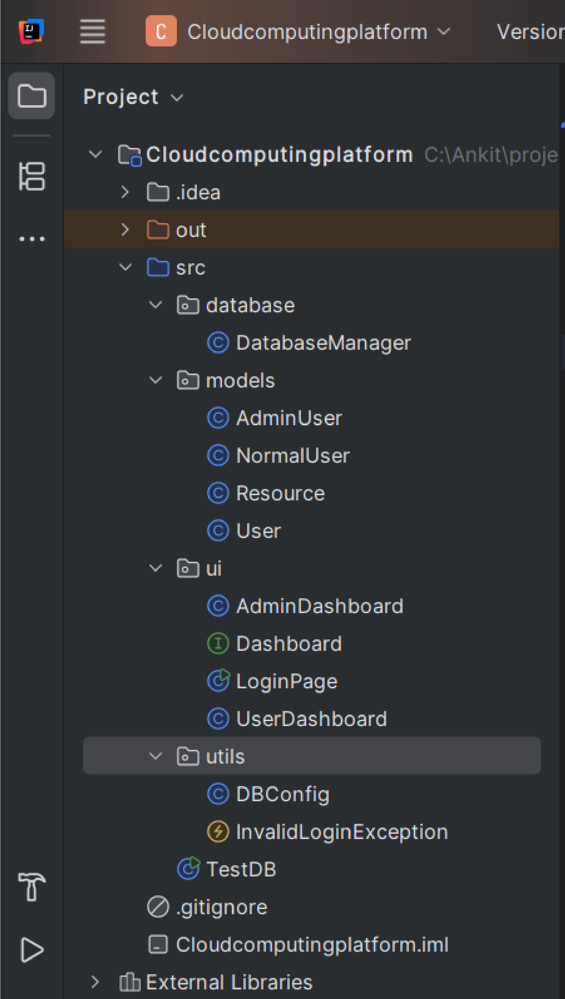 IJ C Cloudcomputingplatform Version
Project
Cloudcomputingplatform C:\Ankit\proje
.idea
out
src
database
C DatabaseManager
models
C AdminUser
C NormalUser
C Resource
C User
ui
C AdminDashboard
I Dashboard
C LoginPage
C UserDashboard
utils
C DBConfig
InvalidLoginException
C TestDB
.gitignore
Cloudcomputingplatform.iml
External Libraries